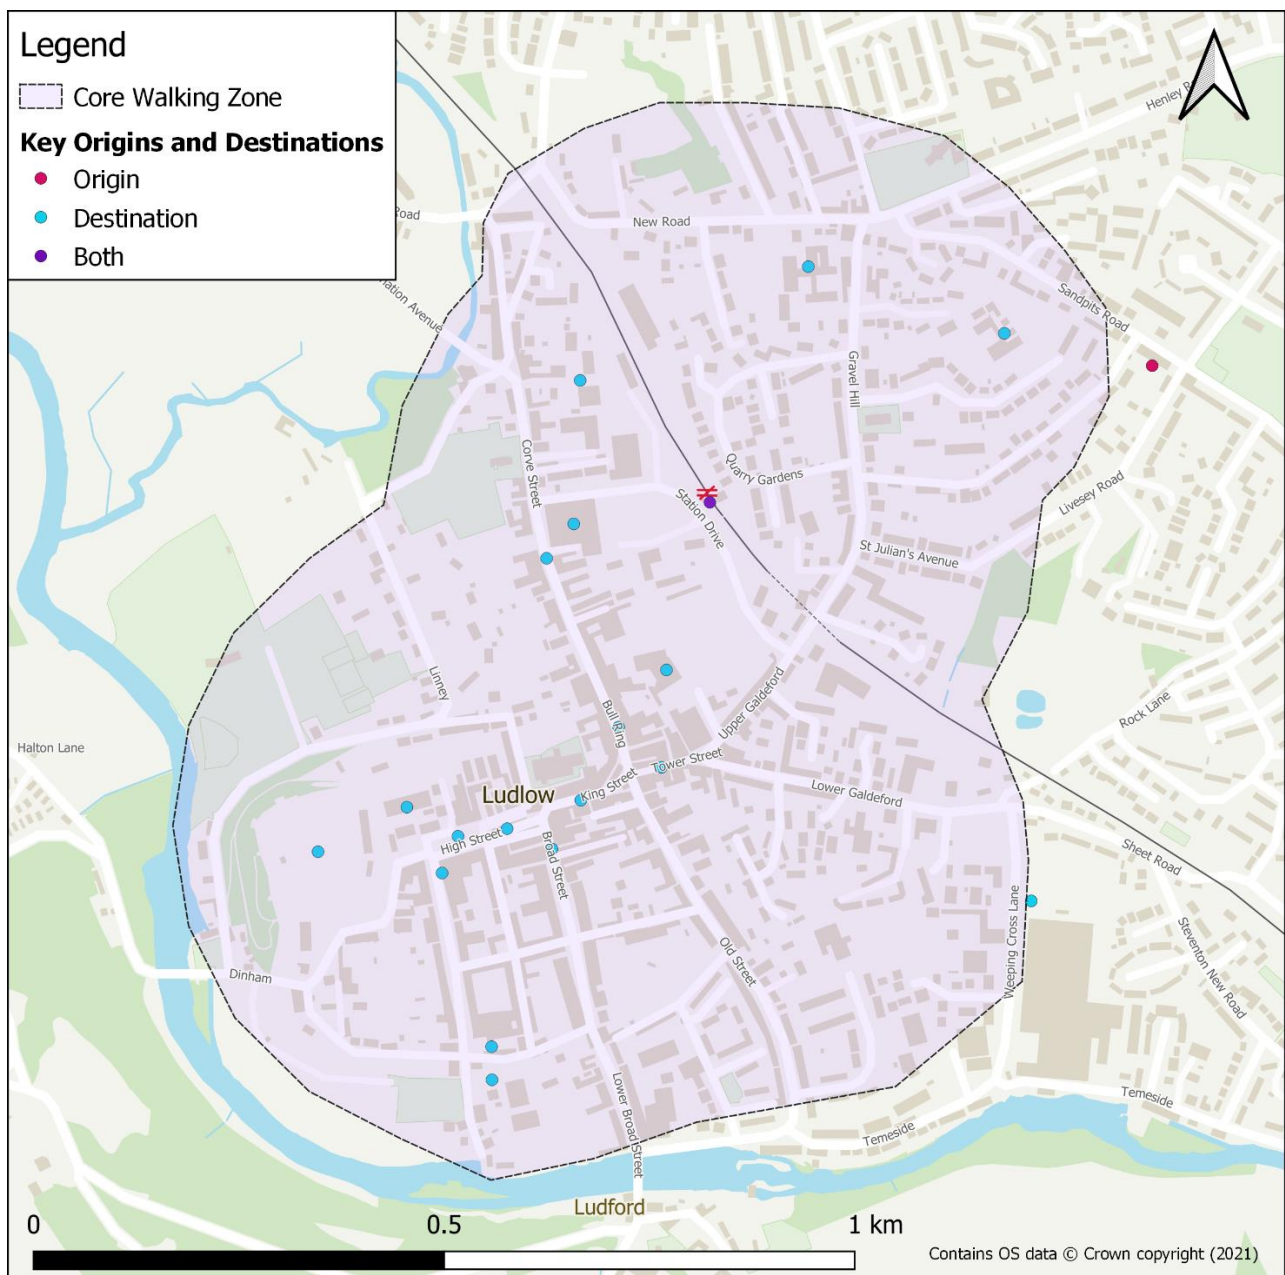 Legend
Core Walking Zone
Key Origins and Destinations
Origin
Destination
Both
Henley
Road
New Road
Sandpits Road
Gravel Hill
Corve Street
Quarry Gardens
Station Drive
Livesey Road
St Julian's Avenue
Linney
Rock Lane
Bull Ring
Upper Galdeford
Halton Lane
Tower Street
King Street
Ludlow
Lower Galdeford
High Street
Broad Street
Sheet Road
Weeping Cross Lane
Old Street
Steventon New Road
Dinham
Lower Broad Street
Temeside
Temeside
Ludford
0
0.5
1 km
Contains OS data © Crown copyright (2021)